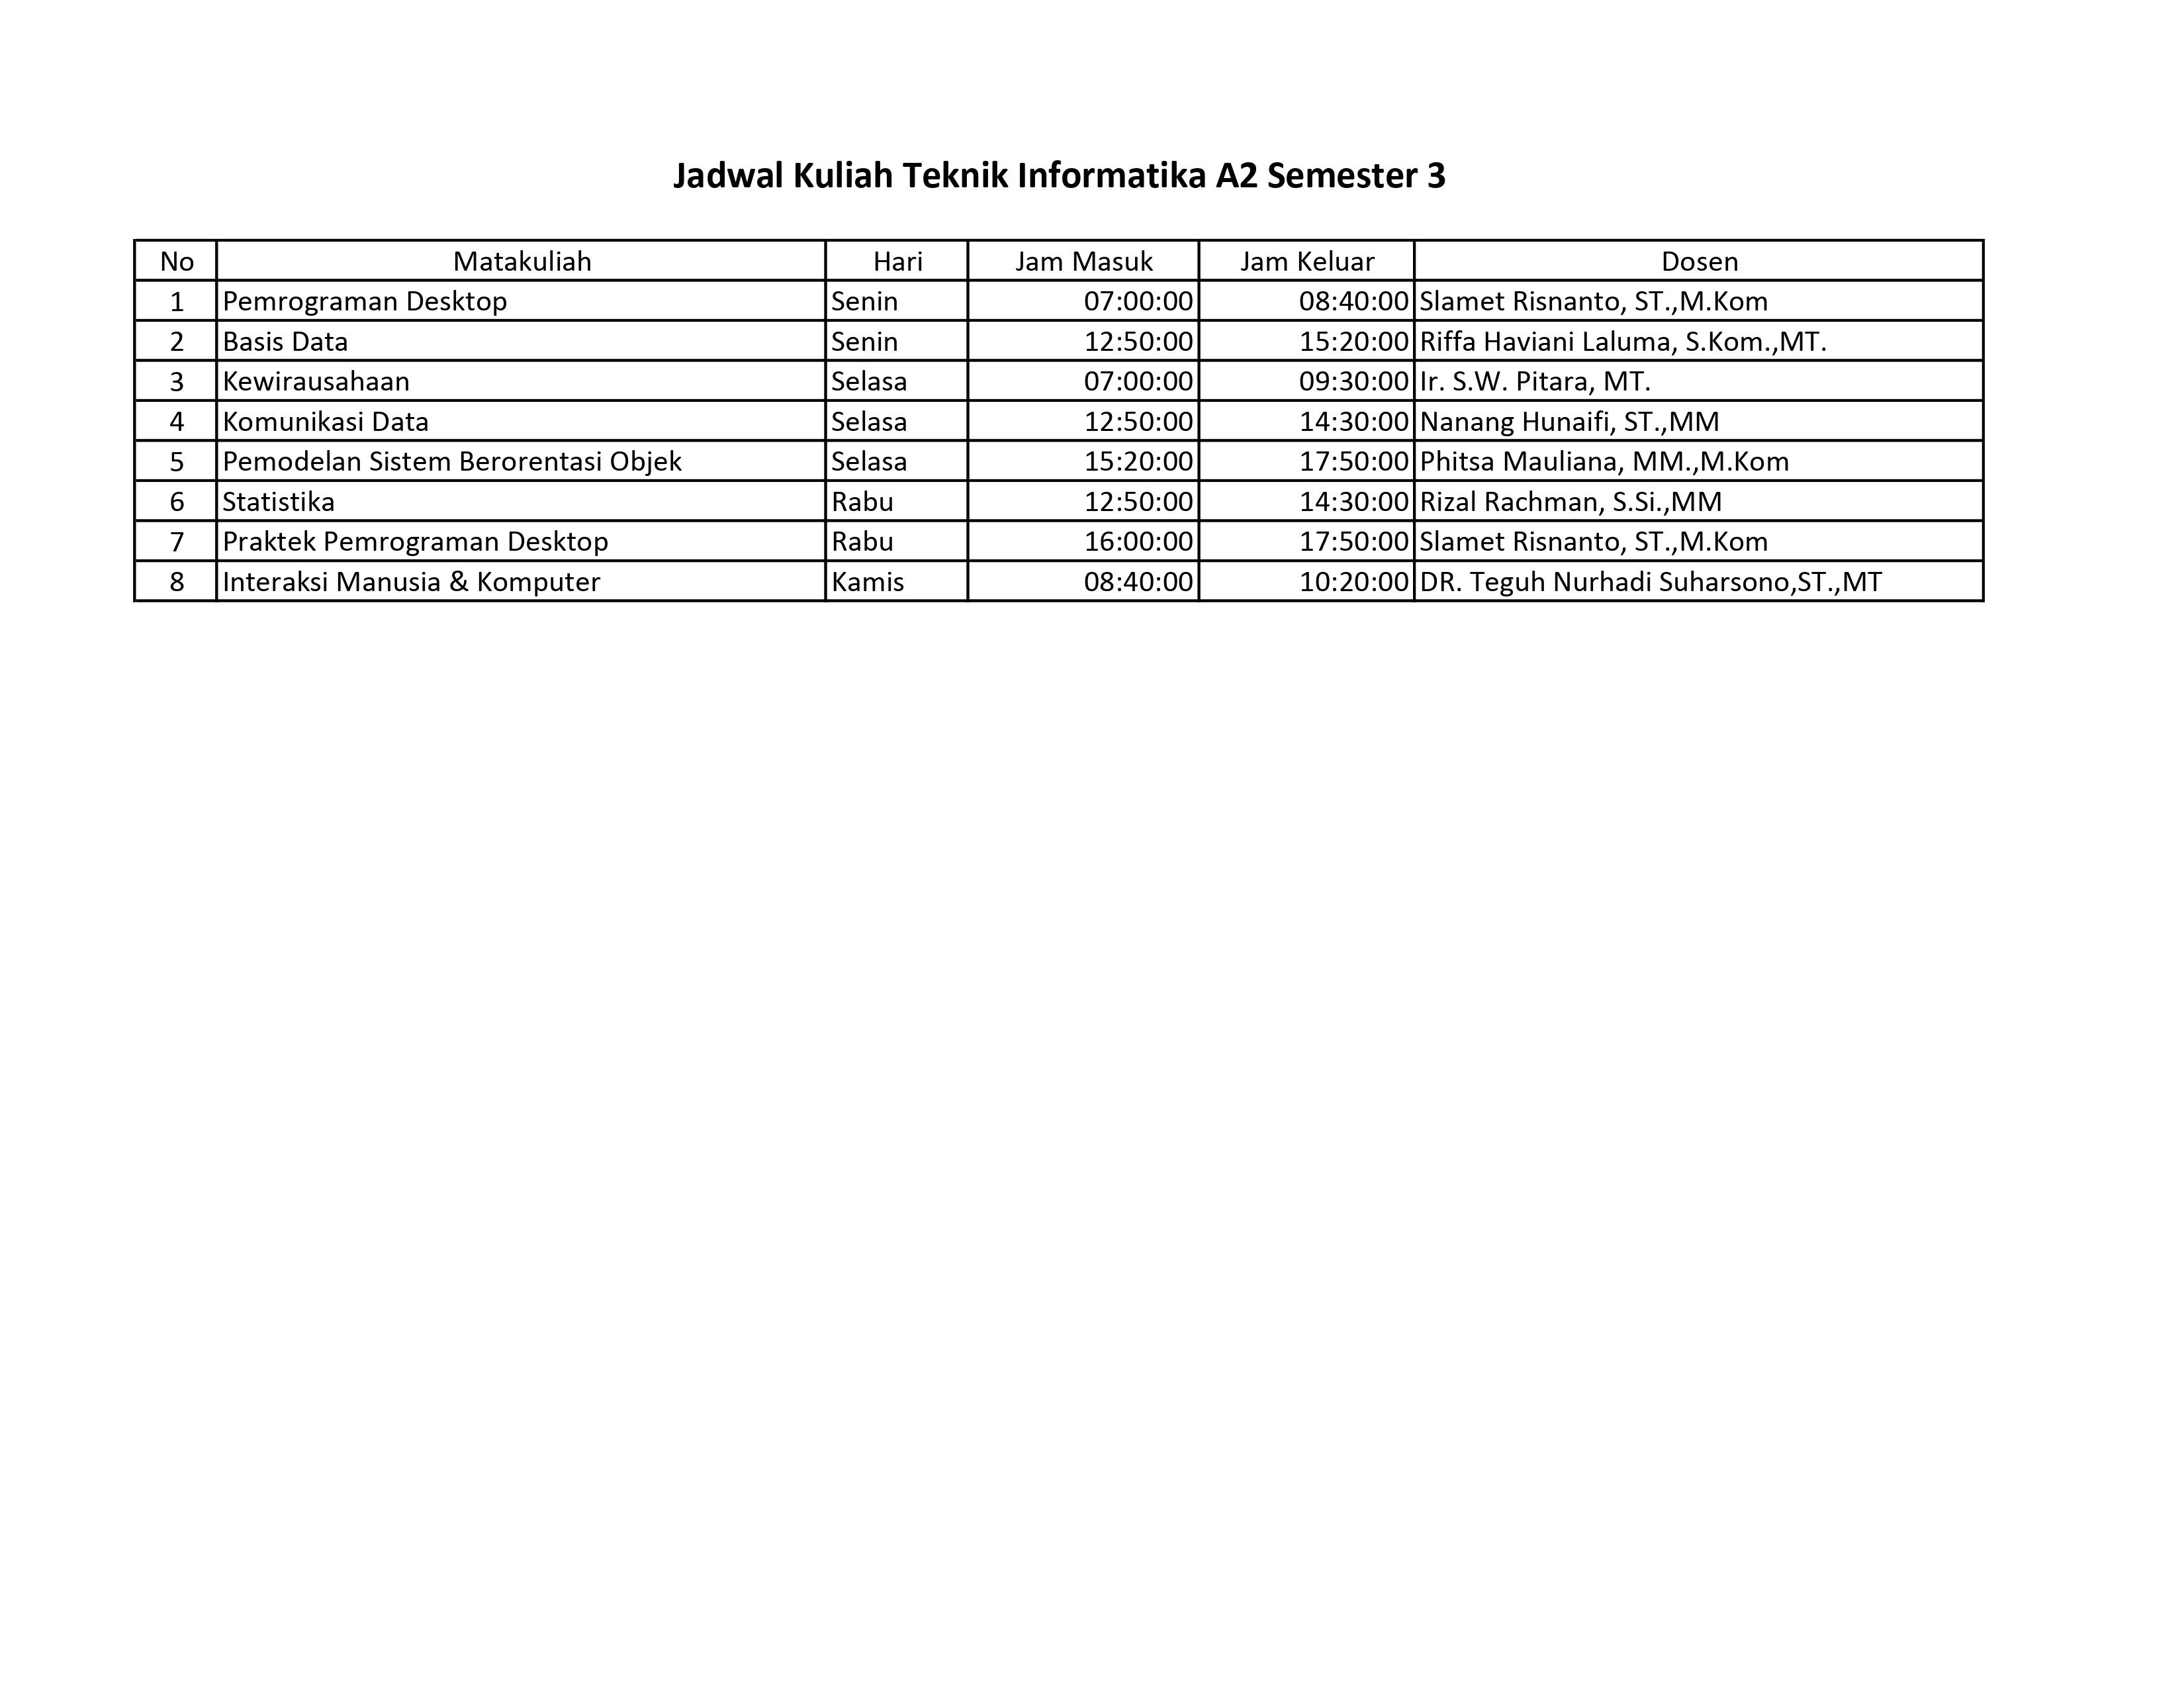 Jadwal Kuliah Teknik Informatika A2 Semester 3
No Matakuliah Hari Jam Masuk Jam Keluar Dosen
1 Pemrograman Desktop Senin 07:00:00 08:40:00 Slamet Risnanto, ST.,M.Kom
2 Basis Data Senin 12:50:00 15:20:00 Riffa Haviani Laluma, S.Kom.,MT.
3 Kewirausahaan Selasa 07:00:00 09:30:00 Ir. S.W. Pitara, MT.
4 Komunikasi Data Selasa 12:50:00 14:30:00 Nanang Hunaifi, ST.,MM
5 Pemodelan Sistem Berorentasi Objek Selasa 15:20:00 17:50:00 Phitsa Mauliana, MM.,M.Kom
6 Statistika Rabu 12:50:00 14:30:00 Rizal Rachman, S.Si.,MM
7 Praktek Pemrograman Desktop Rabu 16:00:00 17:50:00 Slamet Risnanto, ST.,M.Kom
8 Interaksi Manusia & Komputer Kamis 08:40:00 10:20:00 DR. Teguh Nurhadi Suharsono,ST.,MT